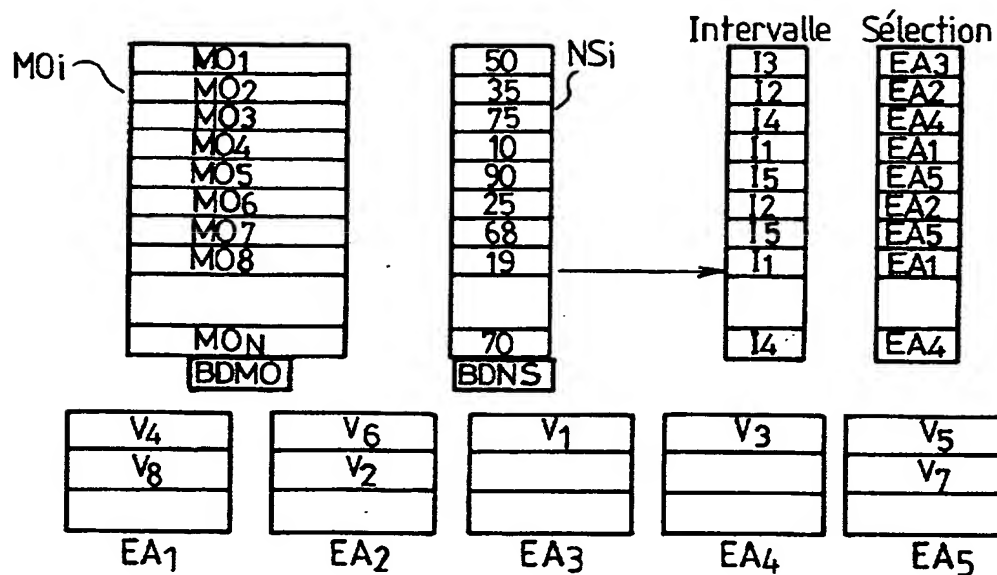 Intervalle Sélection
MOi NSi
MO1 50 I3 EA3
MO2 35 I2 EA2
MO3 75 I4 EA4
MO4 10 I1 EA1
MO5 90 I5 EA5
MO6 25 I2 EA2
MO7 68 I5 EA5
MO8 19 I1 EA1
MON 70 I4 EA4
BDMO BDNS
V4 V6 V1 V3 V5
V8 V2 V7
EA1 EA2 EA3 EA4 EA5